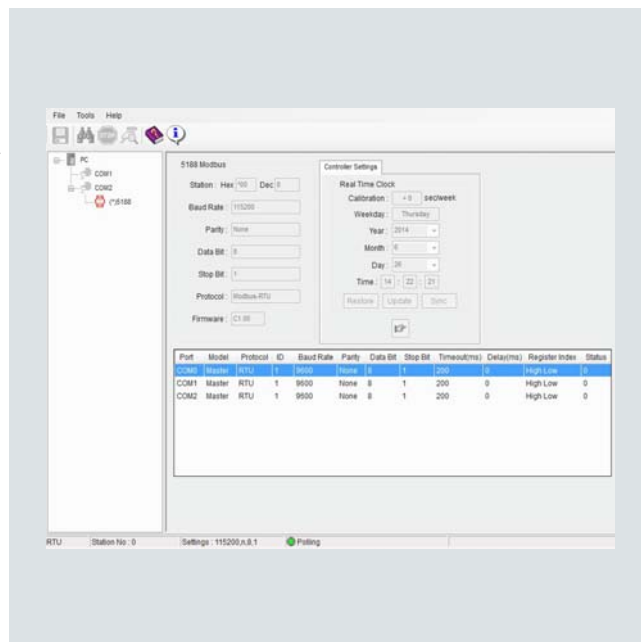 File Tools Help
STOP
PC
COM1
COM2
(*)5188
5188 Modbus
Station : Hex *00 Dec 0
Baud Rate : 115200
Parity : None
Data Bit : 8
Stop Bit : 1
Protocol : Modbus-RTU
Firmware : C1.00
Controller Settings
Real Time Clock
Calibration : + 0 sec/week
Weekday : Thursday
Year : 2014
Month : 6
Day : 26
Time : 14 : 22 : 21
Restore Update Sync
Port Model Protocol ID Baud Rate Parity Data Bit Stop Bit Timeout(ms) Delay(ms) Register Index Status
COM0 Master RTU 1 9600 None 8 1 200 0 High Low 0
COM1 Master RTU 1 9600 None 8 1 200 0 High Low 0
COM2 Master RTU 1 9600 None 8 1 200 0 High Low 0
RTU Station No : 0 Settings : 115200,n,8,1 Polling